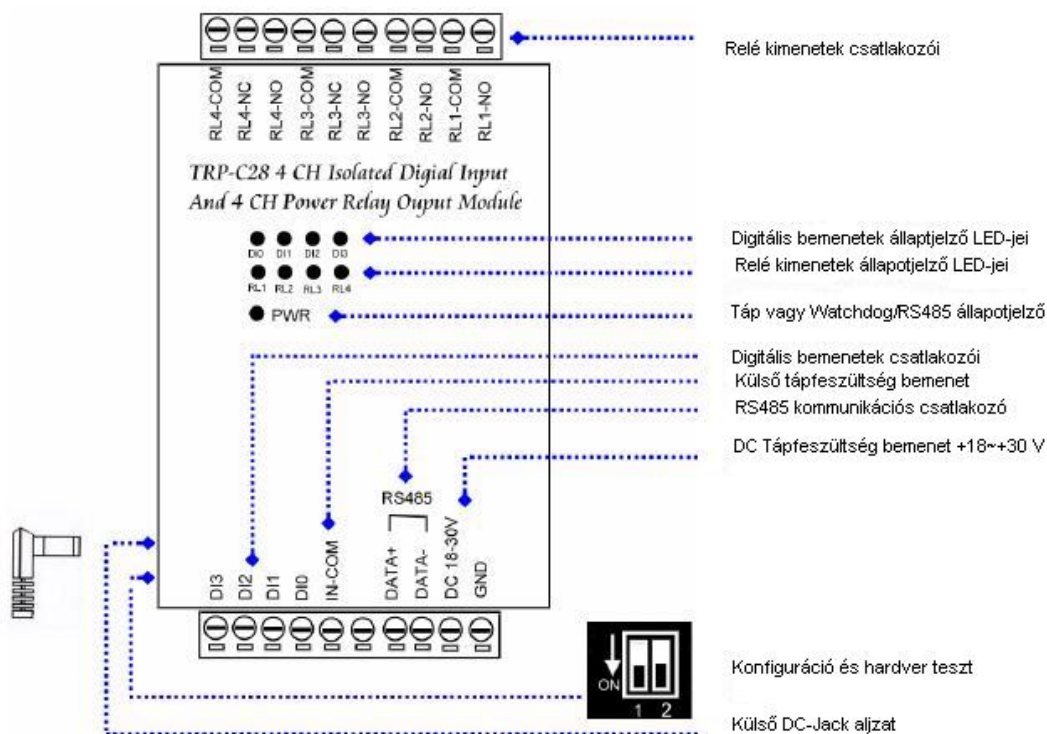 Relé kimenetek csatlakozói
RL4-COM
RL4-NC
RL4-NO
RL3-COM
RL3-NC
RL3-NO
RL2-COM
RL2-NO
RL1-COM
RL1-NO
TRP-C28 4 CH Isolated Digial Input
And 4 CH Power Relay Ouput Module
DI0 DI1 DI2 DI3
RL1 RL2 RL3 RL4
PWR
Digitális bemenetek állaptjelző LED-jei
Relé kimenetek állapotjelző LED-jei
Táp vagy Watchdog/RS485 állapotjelző
Digitális bemenetek csatlakozói
Külső tápfeszültség bemenet
RS485 kommunikációs csatlakozó
DC Tápfeszültség bemenet +18~+30 V
RS485
DI3
DI2
DI1
DI0
IN-COM
DATA+
DATA-
DC 18-30V
GND
ON
1 2
Konfiguráció és hardver teszt
Külső DC-Jack aljzat